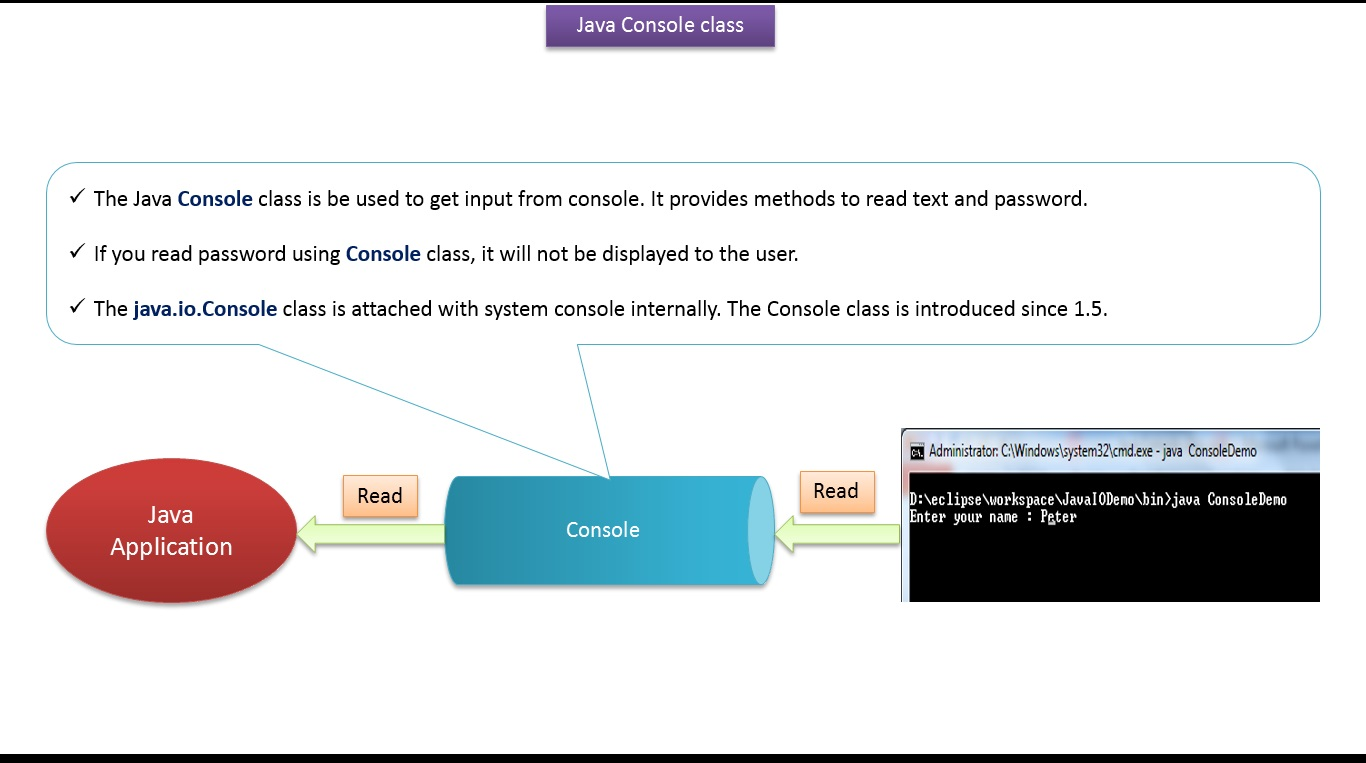 Java Console class
✓ The Java Console class is be used to get input from console. It provides methods to read text and password.
✓ If you read password using Console class, it will not be displayed to the user.
✓ The java.io.Console class is attached with system console internally. The Console class is introduced since 1.5.
Java
Application
Read
Console
Read
Administrator: C:\Windows\system32\cmd.exe - java ConsoleDemo
D:\eclipse\workspace\JavaIODemo\bin>java ConsoleDemo
Enter your name : Peter